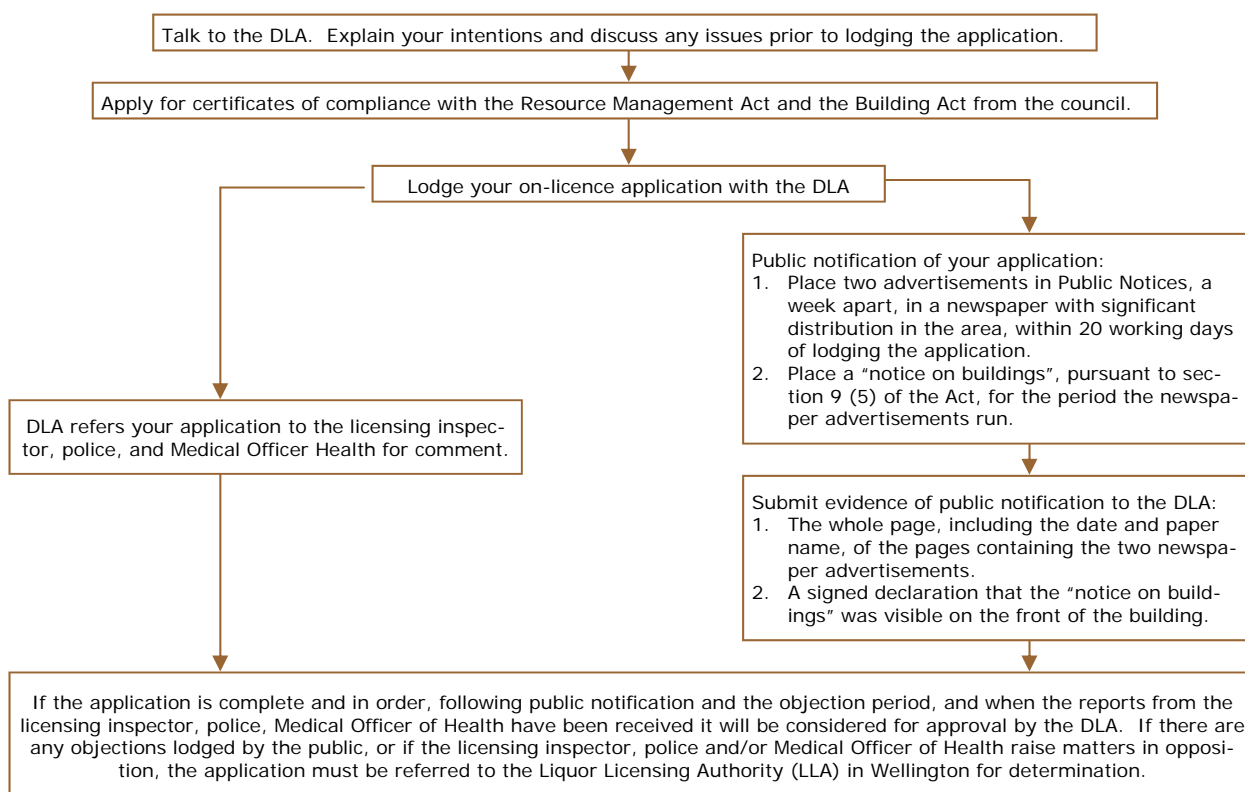 Talk to the DLA.  Explain your intentions and discuss any issues prior to lodging the application.
Apply for certificates of compliance with the Resource Management Act and the Building Act from the council.
Lodge your on-licence application with the DLA
DLA refers your application to the licensing inspec-
tor, police, and Medical Officer Health for comment.
Public notification of your application:
1. Place two advertisements in Public Notices, a
week apart, in a newspaper with significant
distribution in the area, within 20 working days
of lodging the application.
2. Place a "notice on buildings", pursuant to sec-
tion 9 (5) of the Act, for the period the newspa-
per advertisements run.
Submit evidence of public notification to the DLA:
1. The whole page, including the date and paper
name, of the pages containing the two newspa-
per advertisements.
2. A signed declaration that the "notice on build-
ings" was visible on the front of the building.
If the application is complete and in order, following public notification and the objection period, and when the reports from the
licensing inspector, police, Medical Officer of Health have been received it will be considered for approval by the DLA.  If there are
any objections lodged by the public, or if the licensing inspector, police and/or Medical Officer of Health raise matters in opposi-
tion, the application must be referred to the Liquor Licensing Authority (LLA) in Wellington for determination.